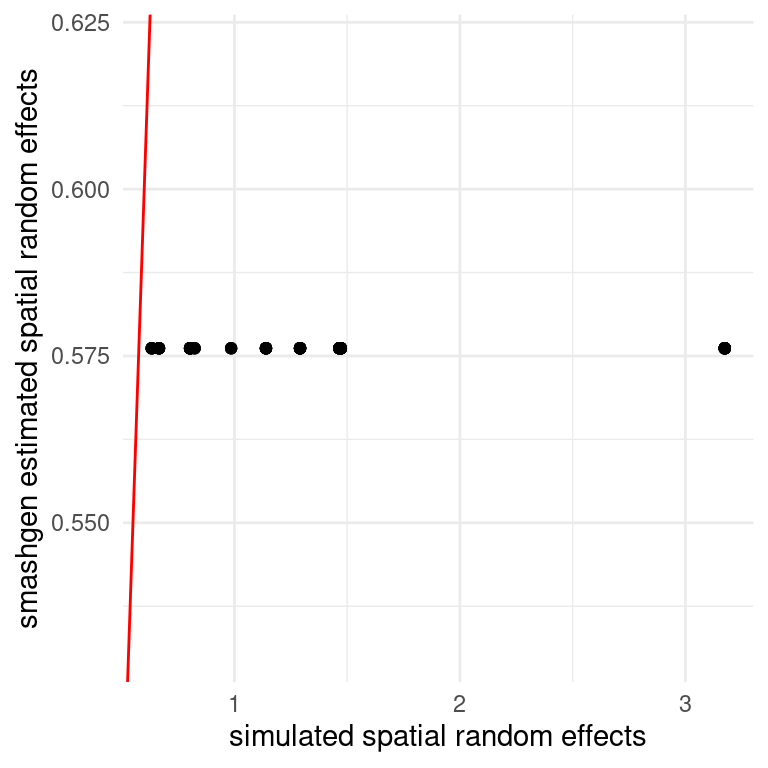 smashgen estimated spatial random effects
0.625
0.600
0.575
0.550
1 2 3
simulated spatial random effects